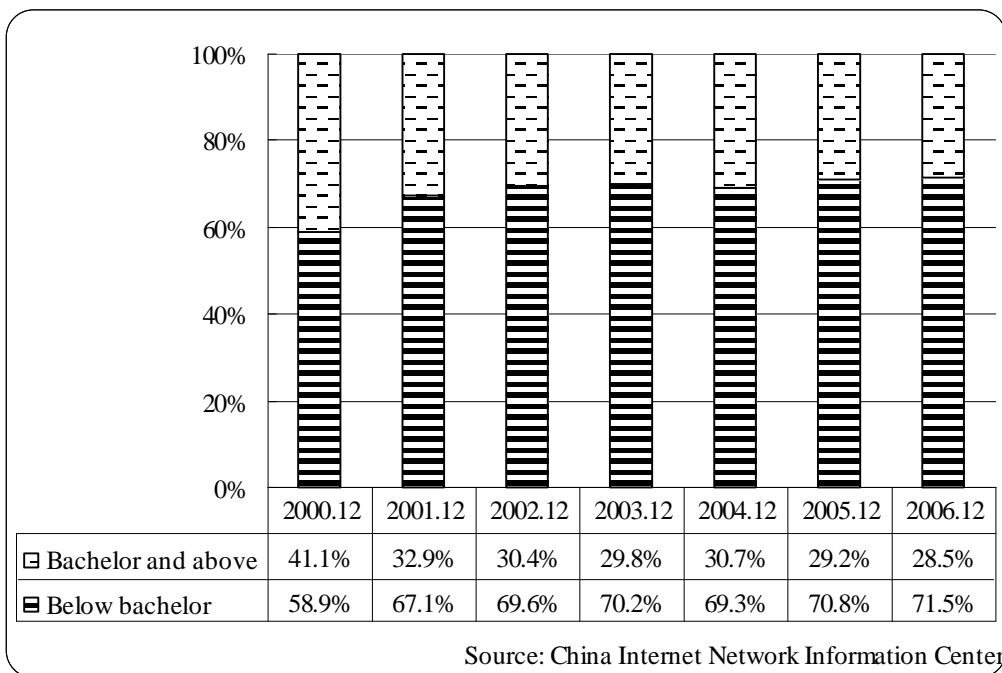 100%
80%
60%
40%
20%
0%
2000.12 2001.12 2002.12 2003.12 2004.12 2005.12 2006.12
Bachelor and above 41.1% 32.9% 30.4% 29.8% 30.7% 29.2% 28.5%
Below bachelor 58.9% 67.1% 69.6% 70.2% 69.3% 70.8% 71.5%
Source: China Internet Network Information Center